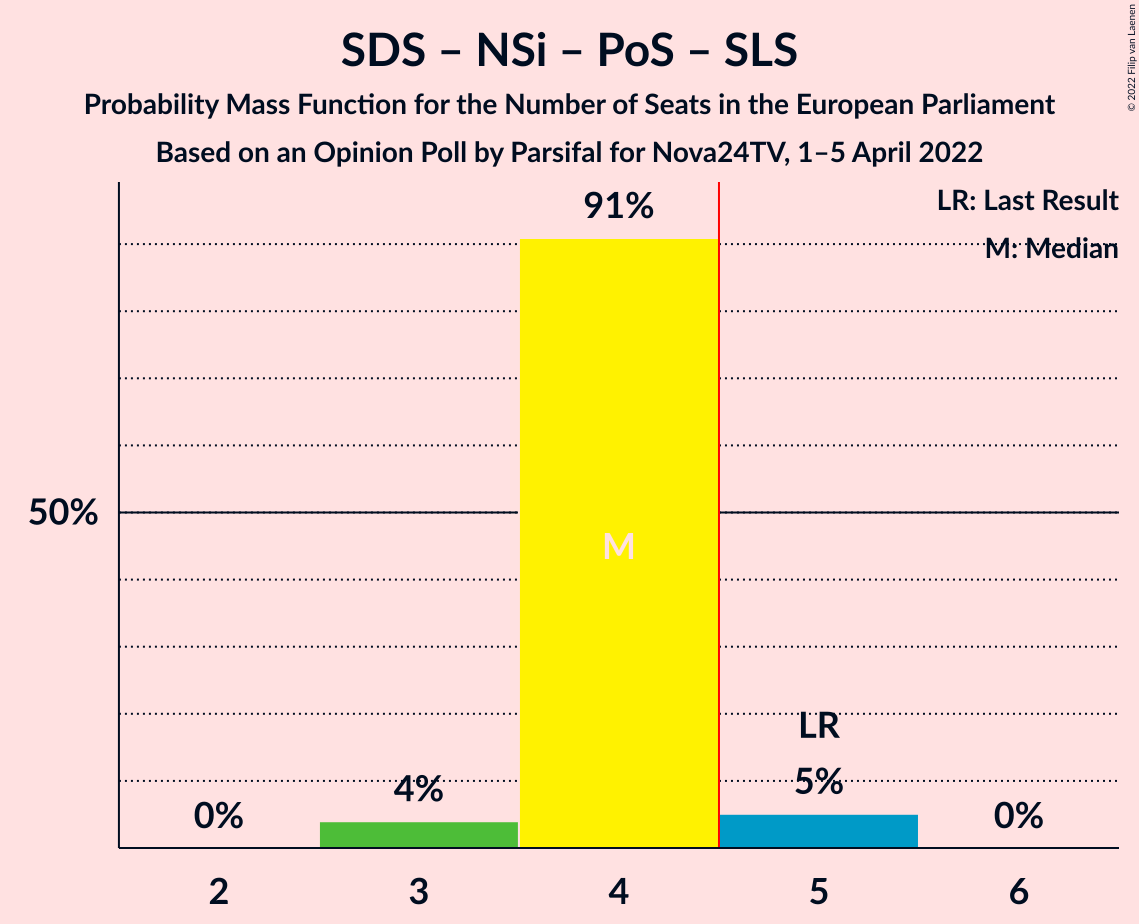 SDS – NSi – PoS – SLS
Probability Mass Function for the Number of Seats in the European Parliament
Based on an Opinion Poll by Parsifal for Nova24TV, 1–5 April 2022
© 2022 Filip van Laenen
LR: Last Result
M: Median
91%
50%
M
LR
0%
4%
5%
0%
2
3
4
5
6